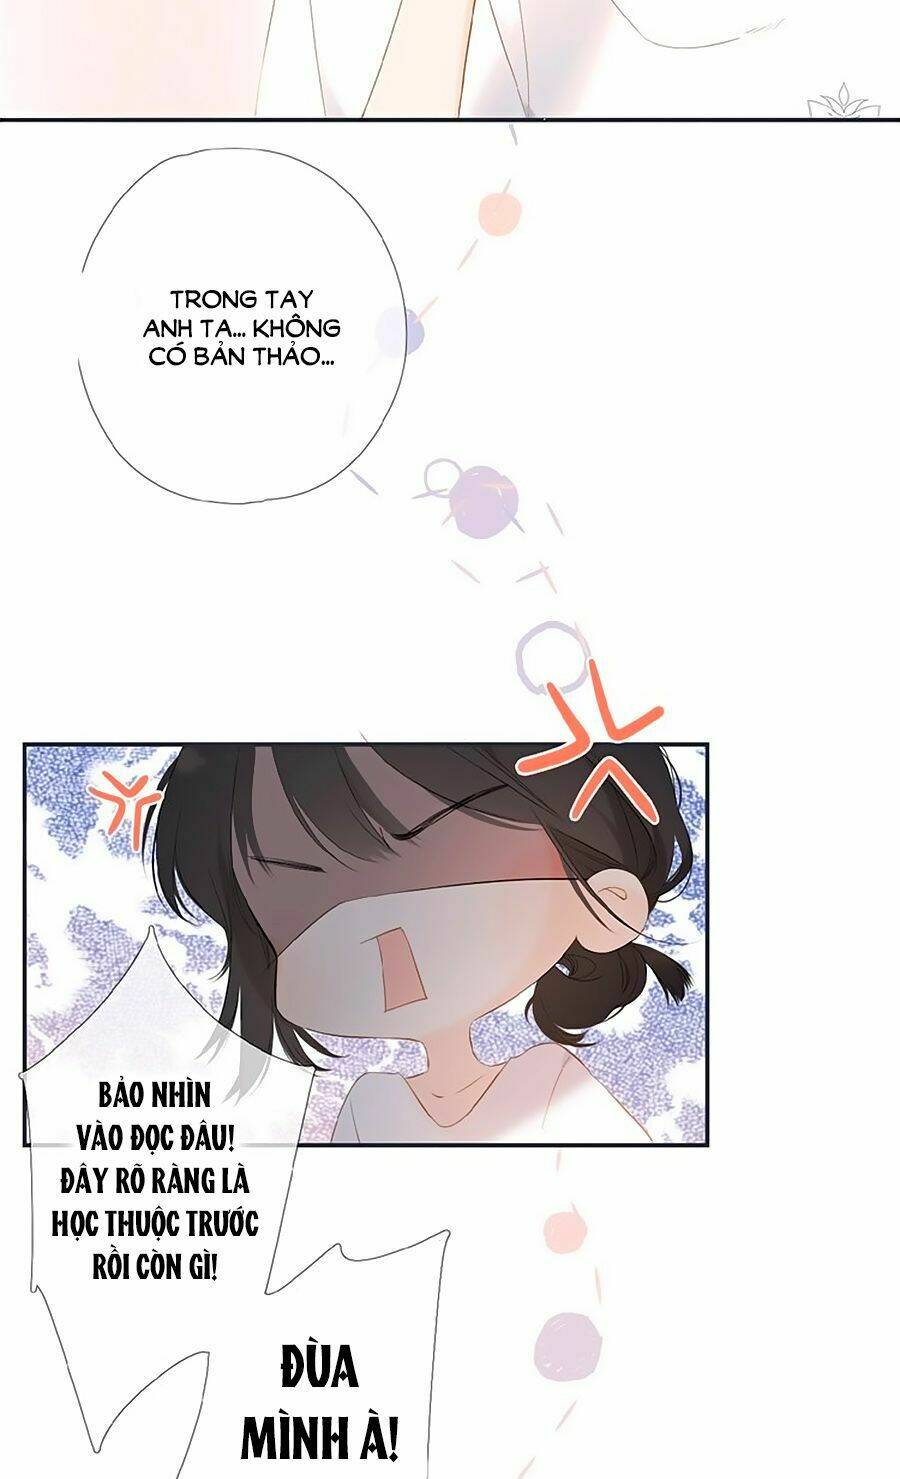 TRONG TAY
ANH TA... KHÔNG
CÓ BẢN THẢO...
BẢO NHÌN
VÀO ĐỌC ĐÂU!
ĐÂY RÕ RÀNG LÀ
HỌC THUỘC TRƯỚC
RỒI CÒN GÌ!
ĐÙA
MÌNH À!